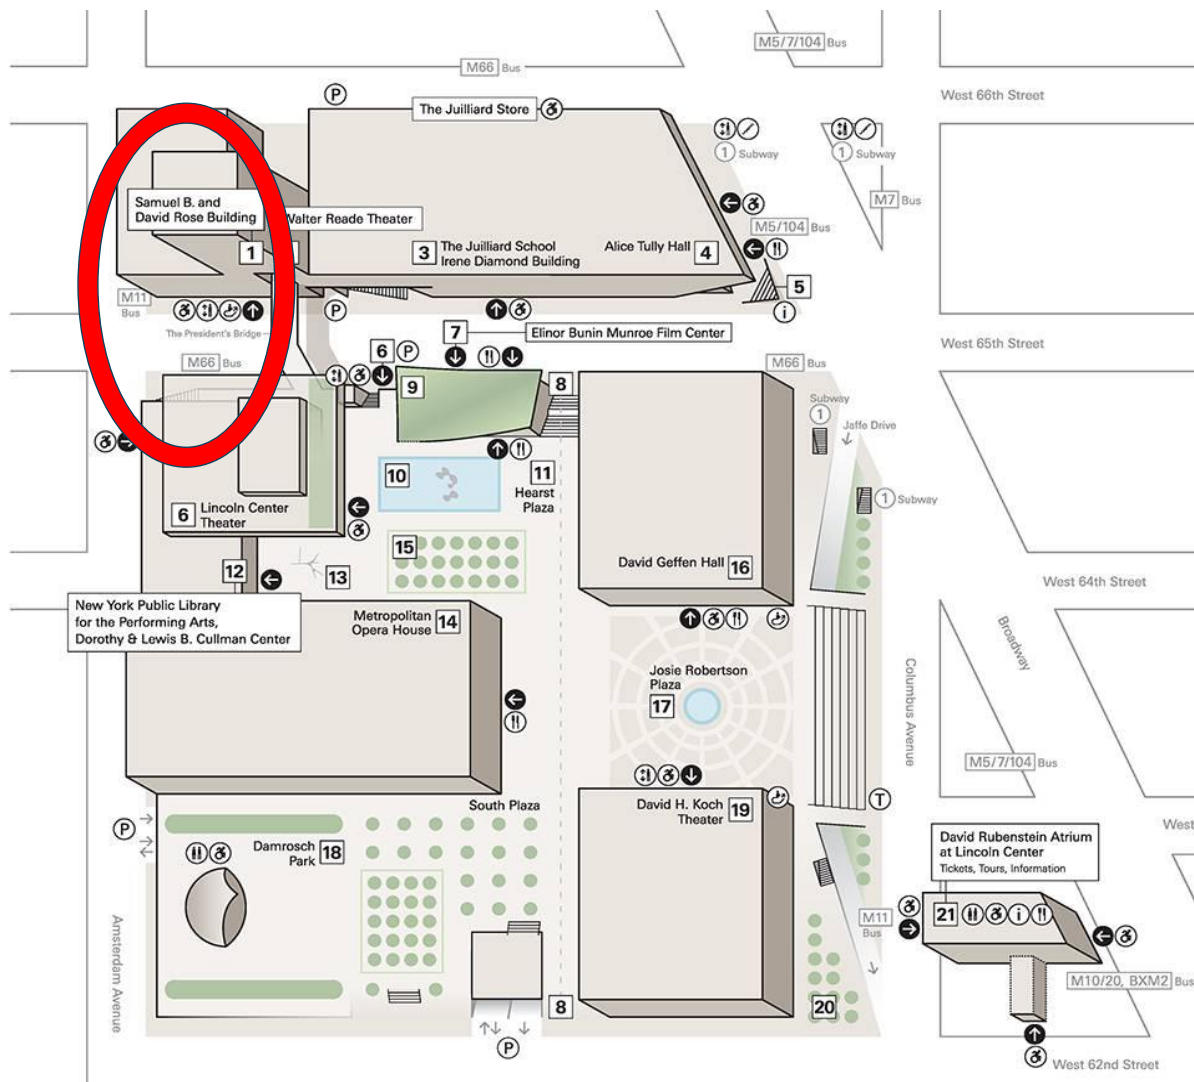 M5/7/104 Bus
M66 Bus
West 66th Street
P
The Juilliard Store
1 Subway
1 Subway
M7 Bus
Samuel B. and
David Rose Building
Walter Reade Theater
1
3 The Juilliard School
Irene Diamond Building
Alice Tully Hall 4
M5/104 Bus
5
i
M11
Bus
P
The President's Bridge
7 Elinor Bunin Munroe Film Center
West 65th Street
M66 Bus
6 P
9
8
M66 Bus
Subway
1
Jaffe Drive
10
11
Hearst
Plaza
1 Subway
6 Lincoln Center
Theater
15
David Geffen Hall 16
12
13
West 64th Street
New York Public Library
for the Performing Arts,
Dorothy & Lewis B. Cullman Center
Metropolitan
Opera House 14
Broadway
Josie Robertson
Plaza
17
Columbus Avenue
M5/7/104 Bus
South Plaza
David H. Koch
Theater 19
T
West
P
Damrosch
Park 18
David Rubenstein Atrium
at Lincoln Center
Tickets, Tours, Information
21 i
M11
Bus
Amsterdam Avenue
M10/20, BXM2 Bus
8
20
P
West 62nd Street